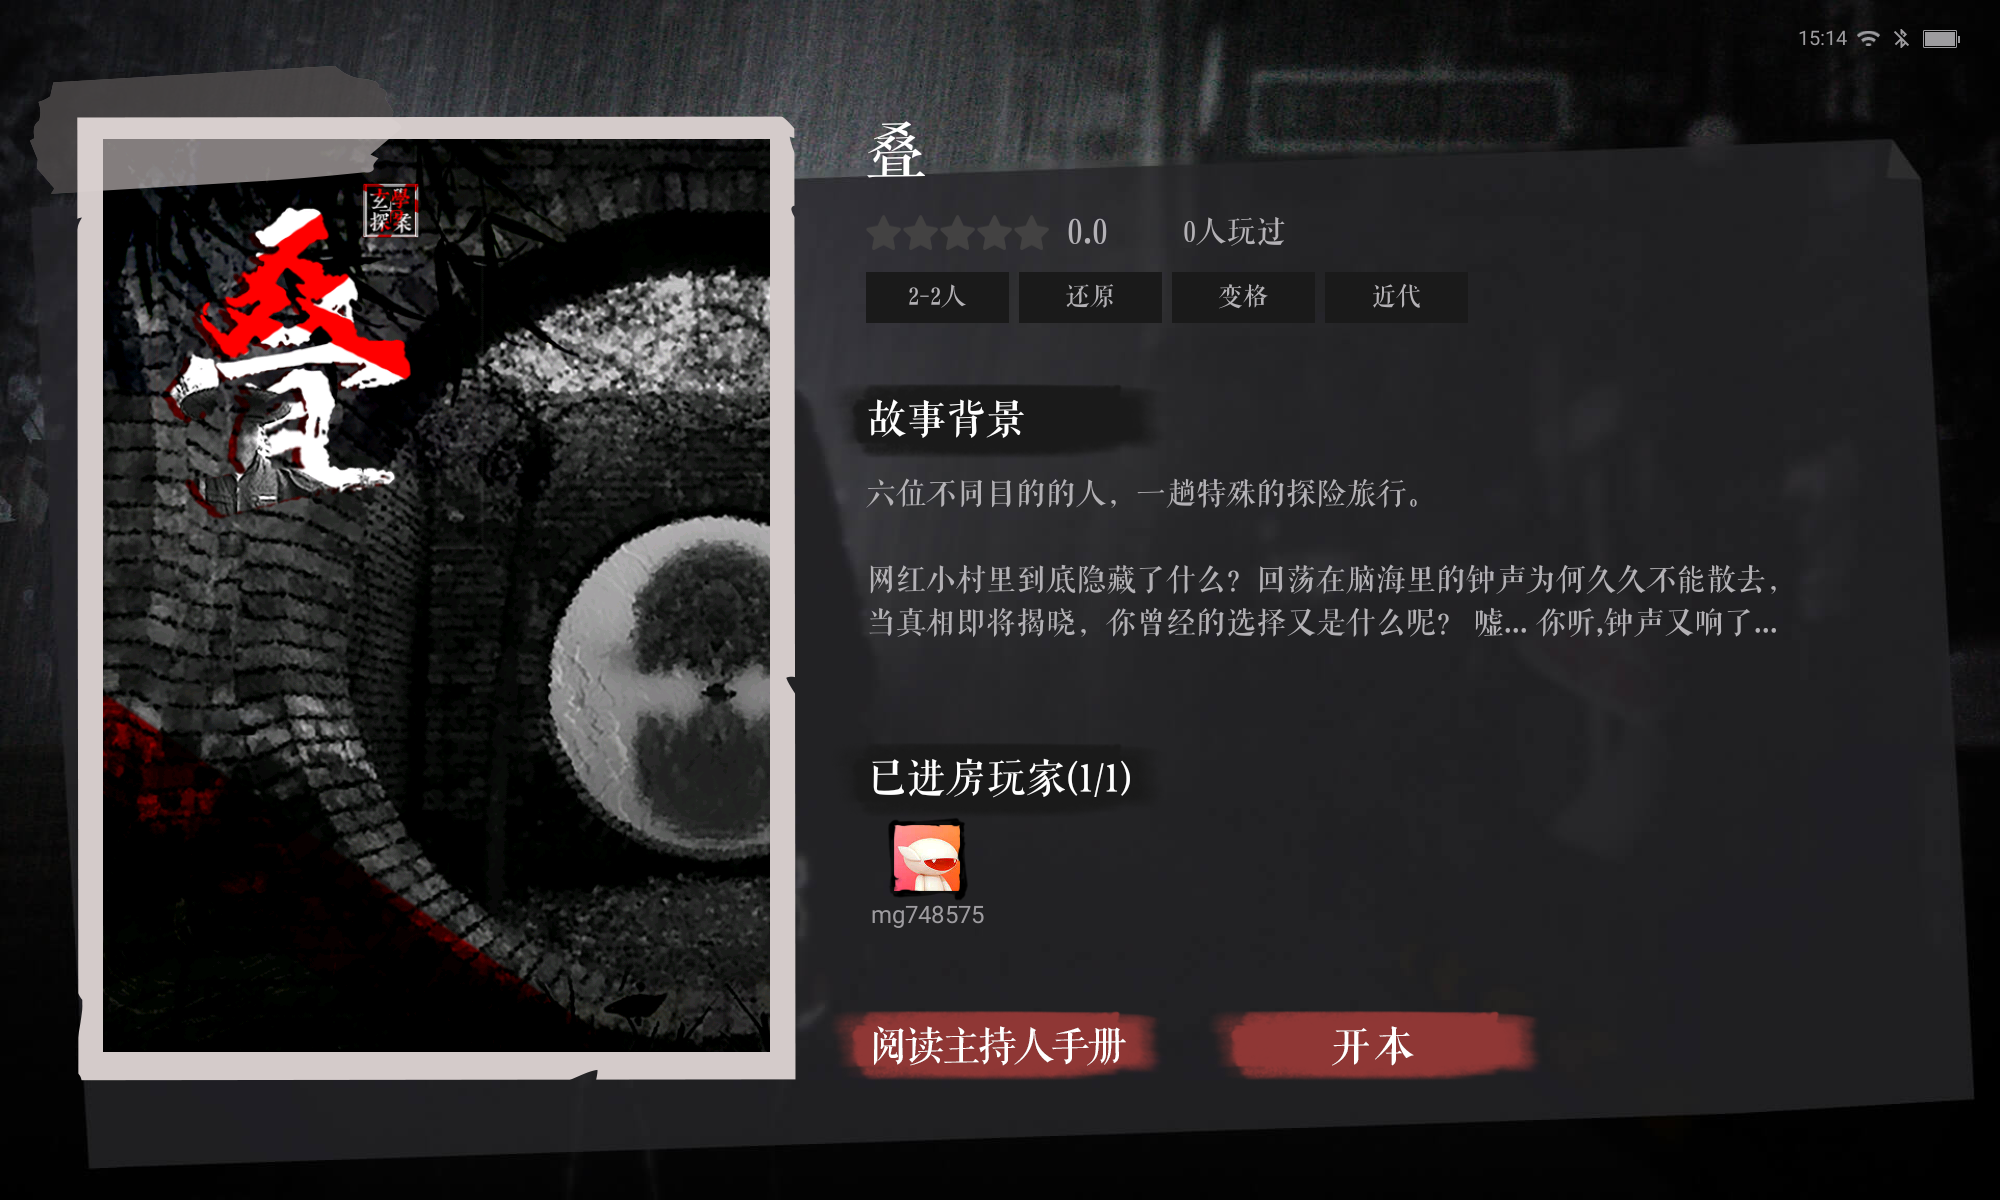 15:14
叠
玄學
探案
叠
0.0
0人玩过
2-2人
还原
变格
近代
故事背景
六位不同目的的人，一趟特殊的探险旅行。
网红小村里到底隐藏了什么？回荡在脑海里的钟声为何久久不能散去，
当真相即将揭晓，你曾经的选择又是什么呢？ 嘘... 你听,钟声又响了...
已进房玩家(1/1)
mg748575
阅读主持人手册
开本